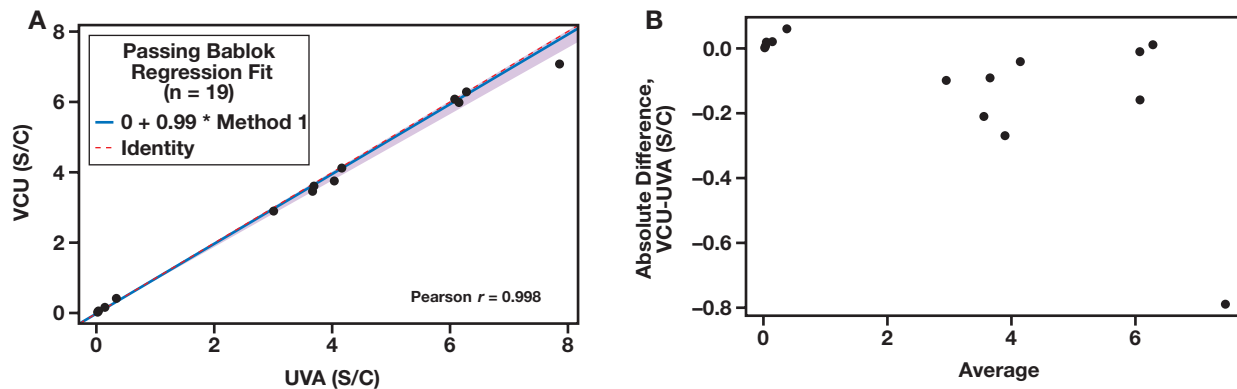 A
8
6
4
2
0
0
2
4
6
8
VCU (S/C)
UVA (S/C)
Passing Bablok
Regression Fit
(n = 19)
0 + 0.99 * Method 1
Identity
Pearson r = 0.998
B
0.0
−0.2
−0.4
−0.6
−0.8
0
2
4
6
Absolute Difference,
VCU-UVA (S/C)
Average